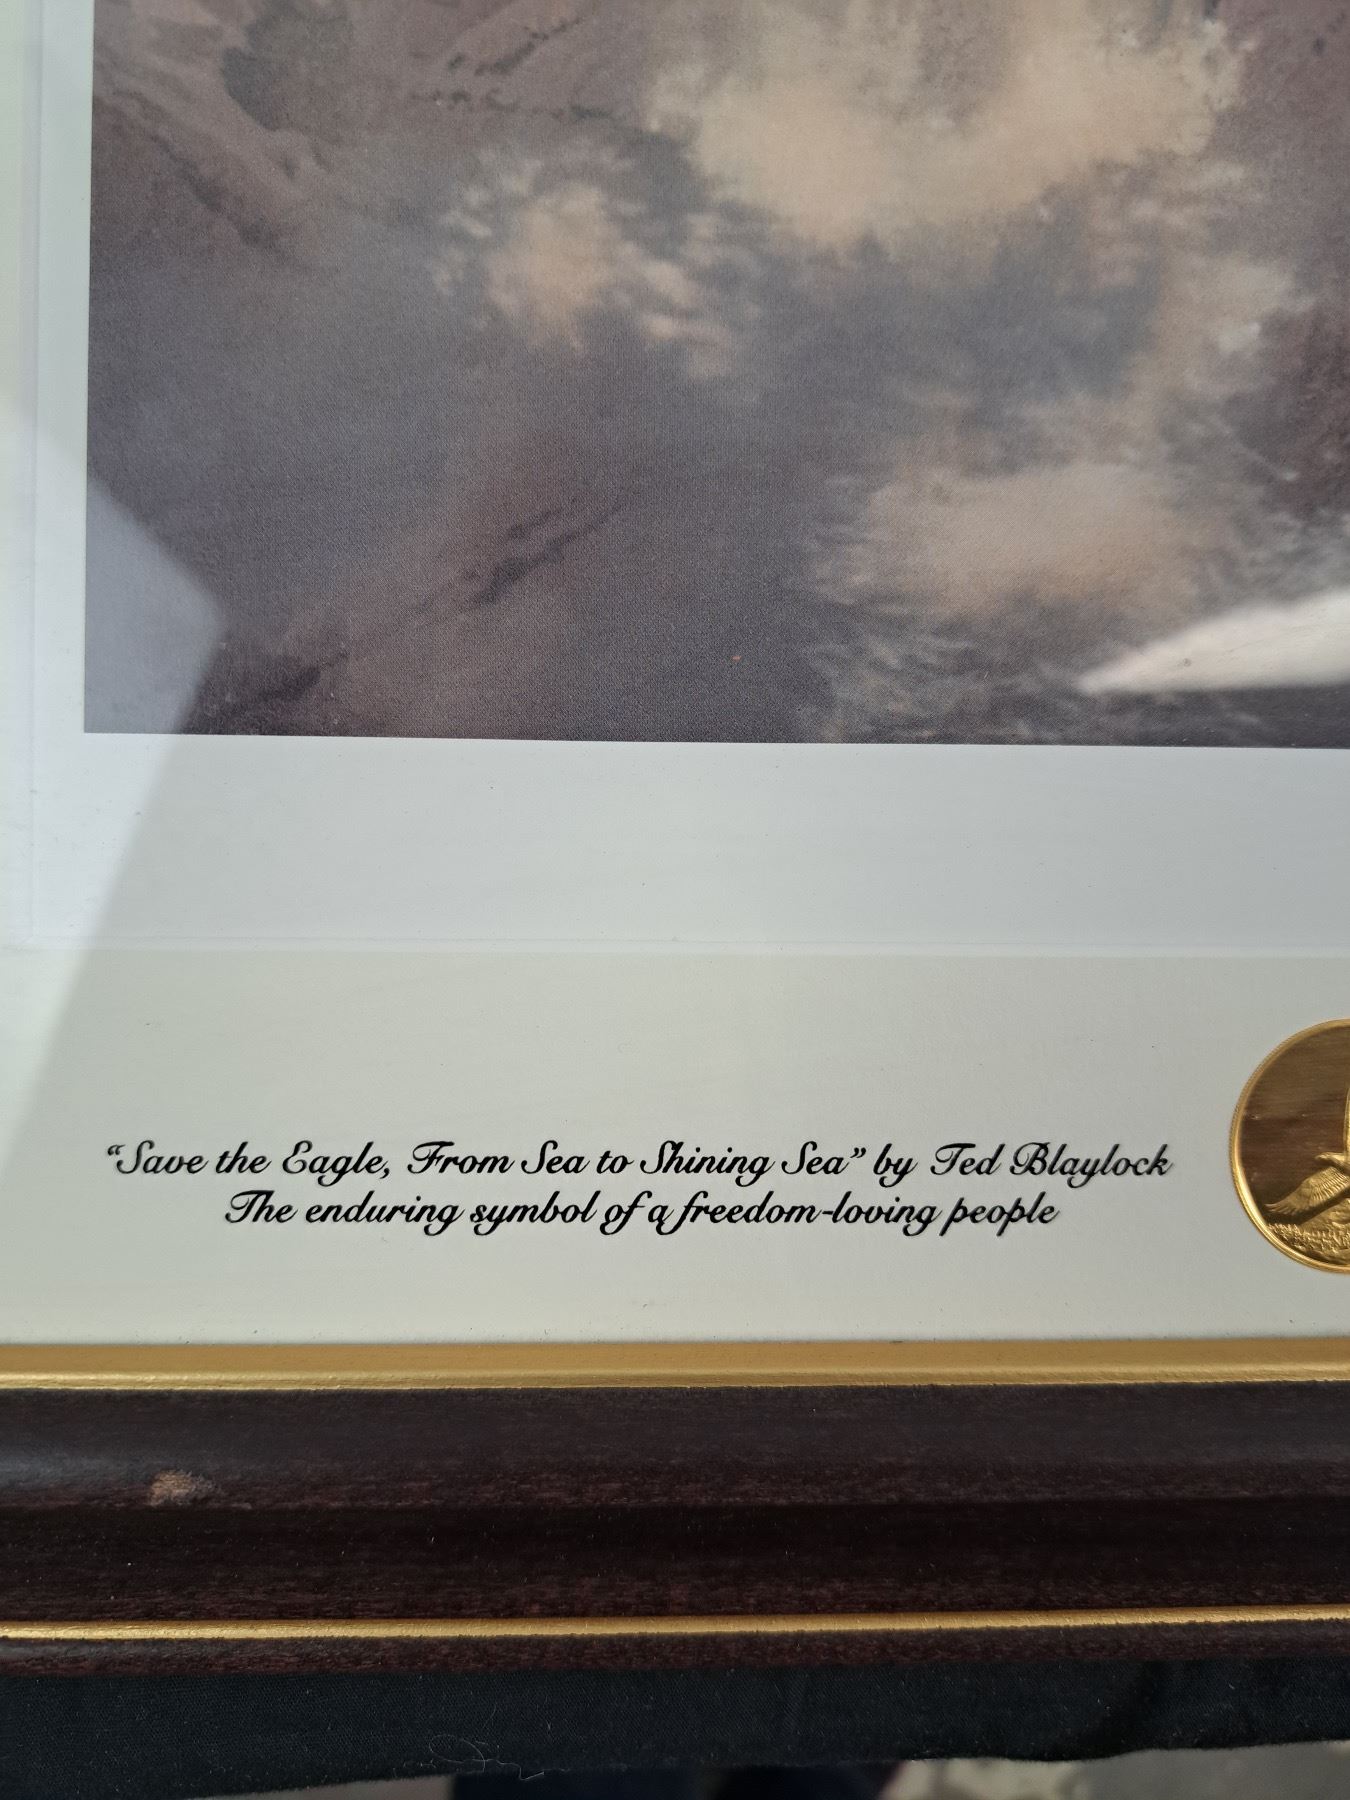 “Save the Eagle, From Sea to Shining Sea” by Ted Blaylock
The enduring symbol of a freedom-loving people